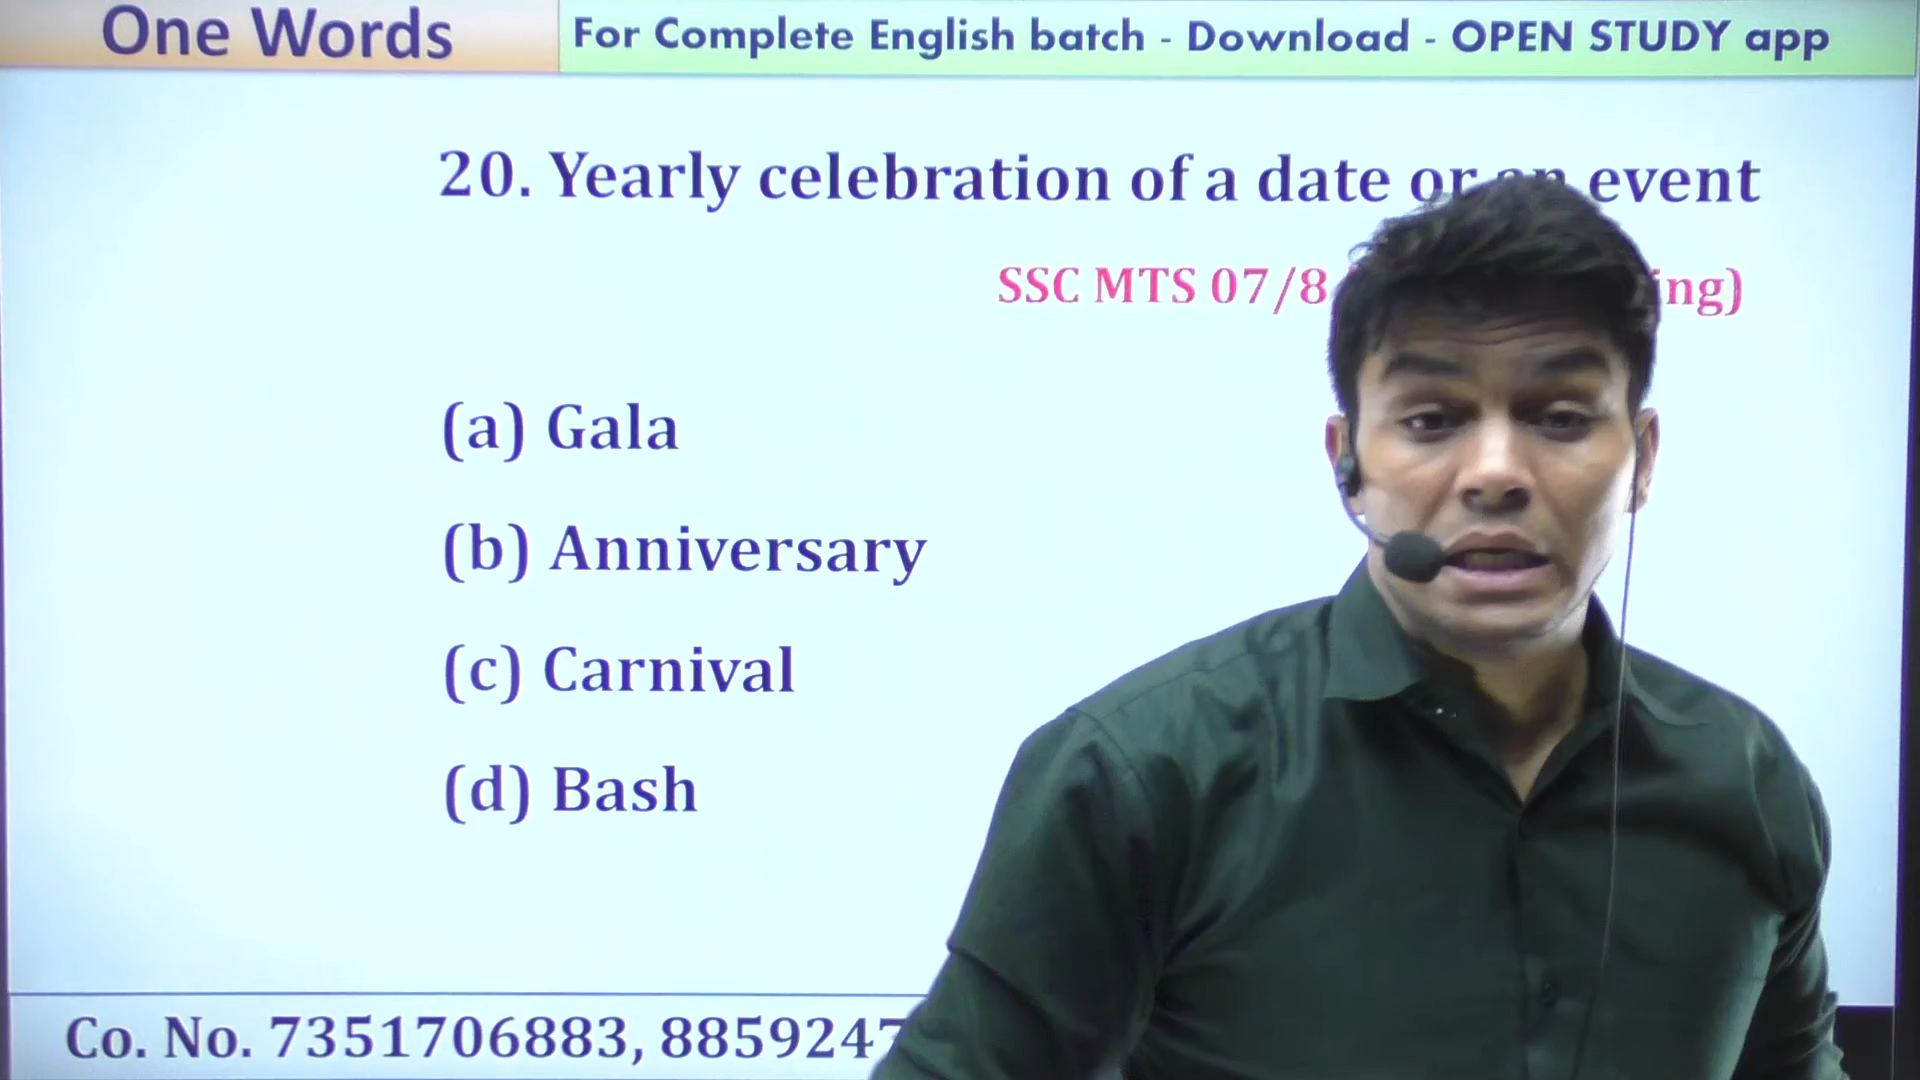 One Words
For Complete English batch - Download - OPEN STUDY app
20. Yearly celebration of a date or an event
SSC MTS 07/8 ing)
(a) Gala
(b) Anniversary
(c) Carnival
(d) Bash
Co. No. 7351706883, 8859247